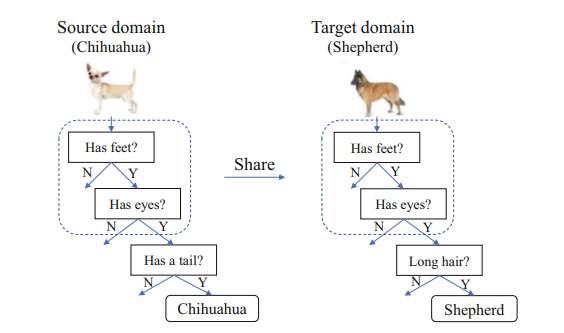 Source domain
(Chihuahua)
Target domain
(Shepherd)
Has feet?
N Y
Has eyes?
N Y
Has a tail?
N Y
Chihuahua
Share
Has feet?
N Y
Has eyes?
N Y
Long hair?
N Y
Shepherd